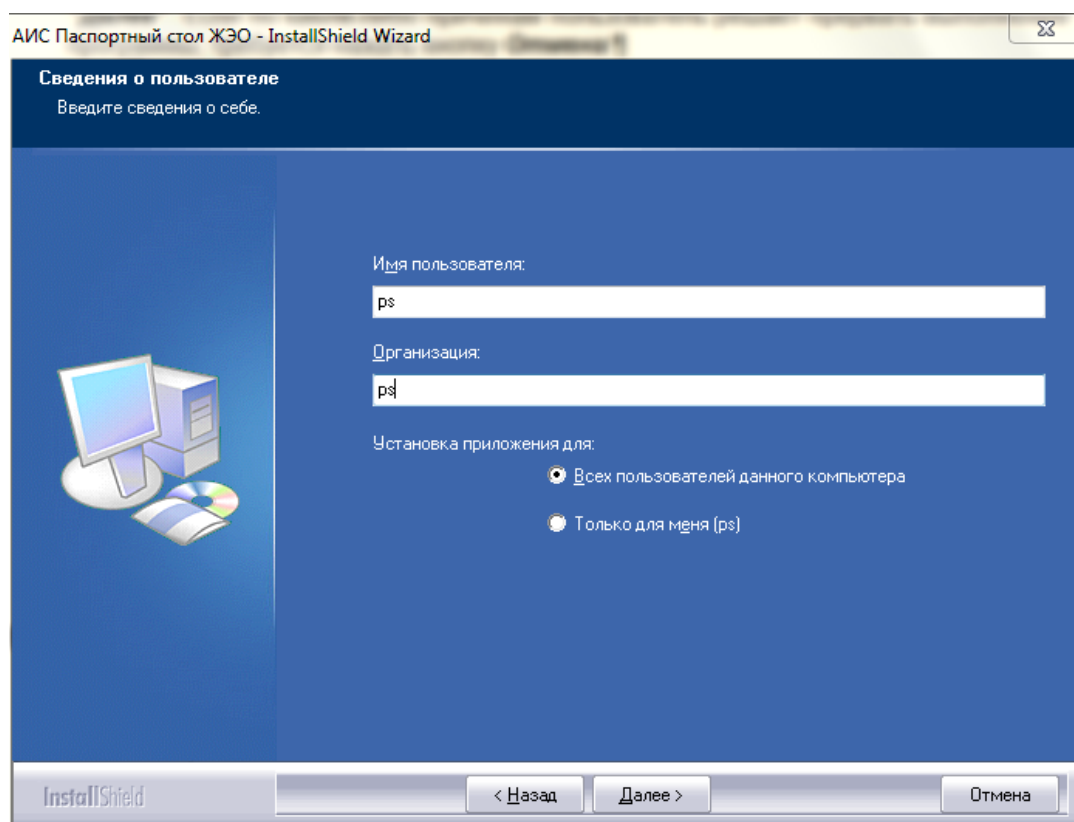 АИС Паспортный стол ЖЭО - InstallShield Wizard
Сведения о пользователе
Введите сведения о себе.
Имя пользователя:
ps
Организация:
ps
Установка приложения для:
Всех пользователей данного компьютера
Только для меня (ps)
InstallShield
< Назад
Далее >
Отмена